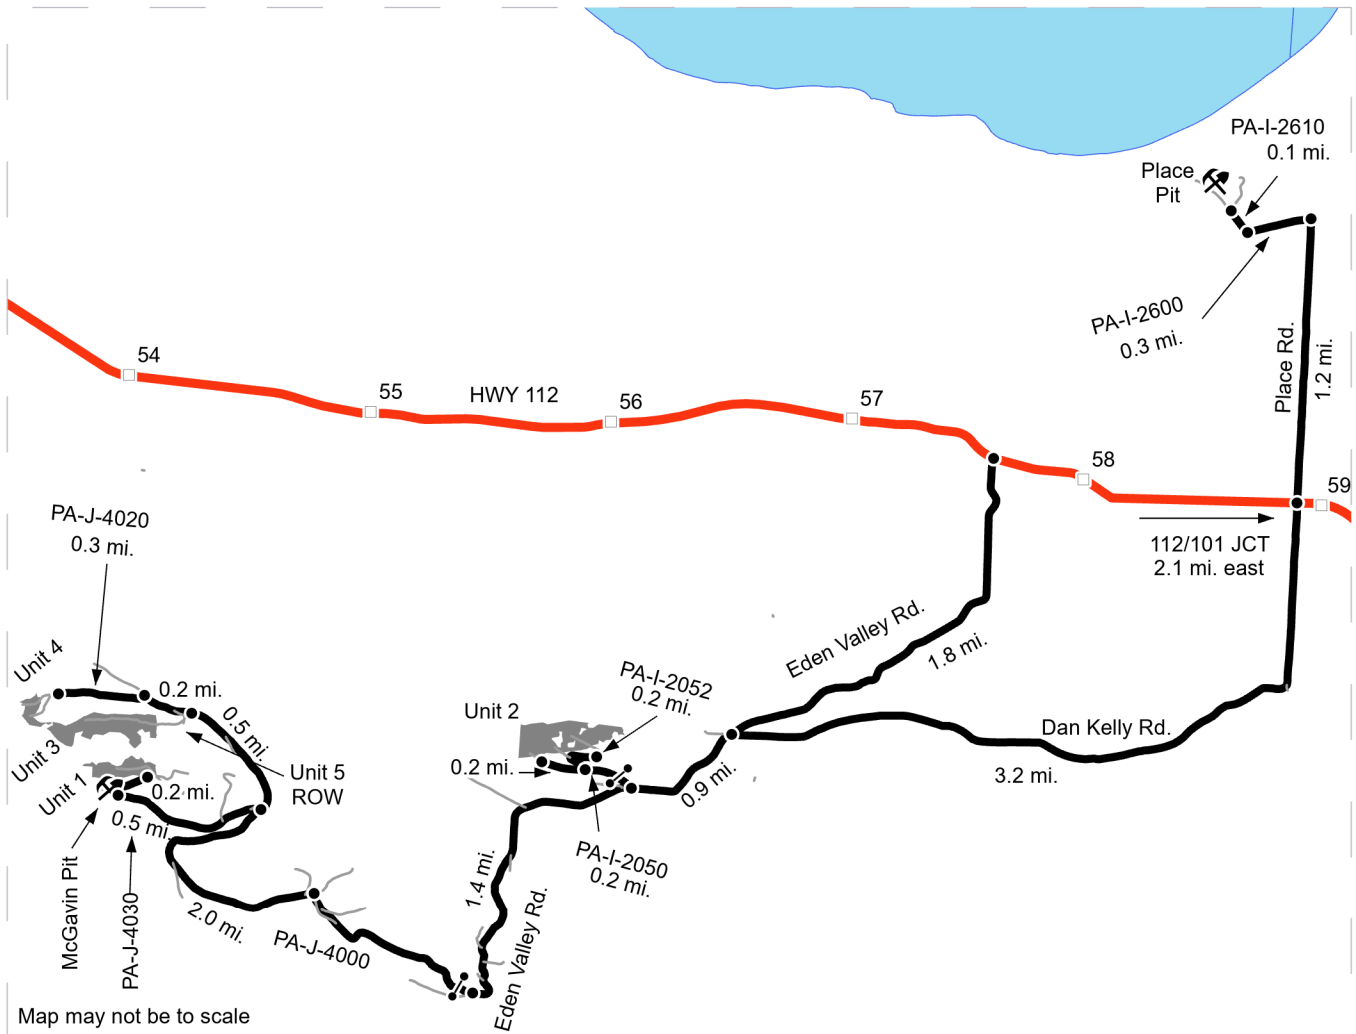 PA-I-2610
0.1 mi.
Place
Pit
PA-I-2600
0.3 mi.
Place Rd.
1.2 mi.
54
55
HWY 112
56
57
58
59
112/101 JCT
2.1 mi. east
PA-J-4020
0.3 mi.
Eden Valley Rd.
1.8 mi.
Unit 4
0.2 mi.
0.5 mi.
PA-I-2052
0.2 mi.
Unit 2
Dan Kelly Rd.
3.2 mi.
Unit 3
Unit 5
ROW
0.2 mi.
0.9 mi.
Unit 1
0.2 mi.
0.5 mi.
PA-I-2050
0.2 mi.
McGavin Pit
PA-J-4030
2.0 mi.
PA-J-4000
1.4 mi.
Eden Valley Rd.
Map may not be to scale